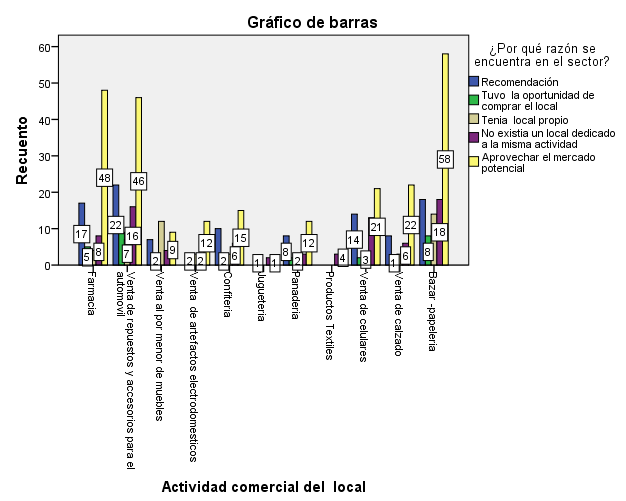 Gráfico de barras
¿Por qué razón se
encuentra en el sector?
Recomendación
Tuvo la oportunidad de
comprar el local
Tenia local propio
No existia un local dedicado
a la misma actividad
Aprovechar el mercado
potencial
Recuento
60
50
40
30
20
10
0
17
5
8
48
22
7
16
46
2
9
2
2
12
2
6
15
1
1
8
2
12
4
14
3
13
21
1
6
22
8
18
58
Farmacia
Venta de repuestos y accesorios para el
automovil
Venta al por menor de muebles
Venta de artefactos electrodomesticos
Confiteria
Jugueteria
Panaderia
Productos Textiles
Venta de celulares
Venta de calzado
Bazar -papeleria
Actividad comercial del local